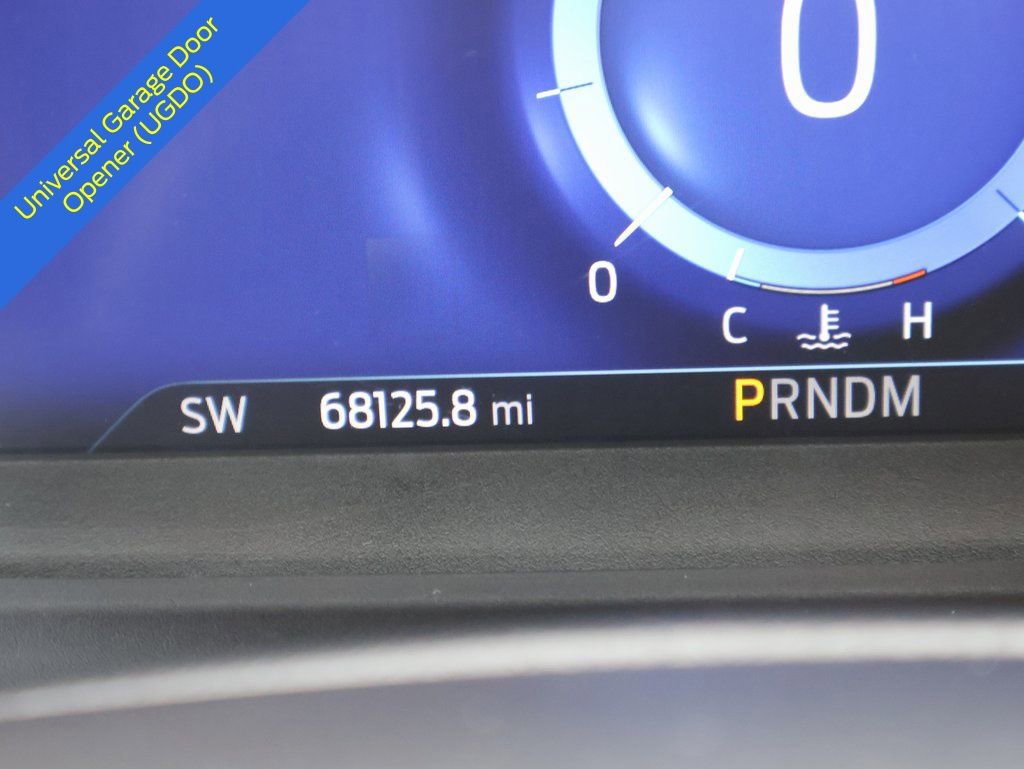 Universal Garage Door
Opener (UGDO)
0
0
C H
SW 68125.8 mi PRNDM